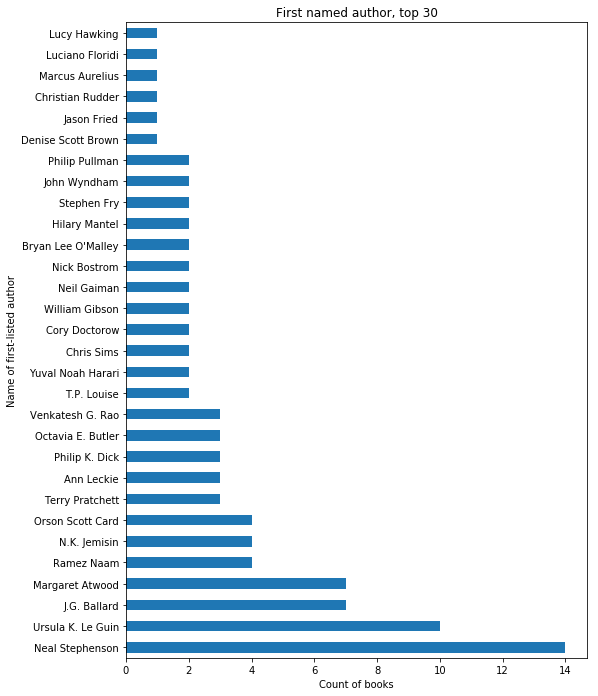 First named author, top 30
Name of first-listed author
Lucy Hawking
Luciano Floridi
Marcus Aurelius
Christian Rudder
Jason Fried
Denise Scott Brown
Philip Pullman
John Wyndham
Stephen Fry
Hilary Mantel
Bryan Lee O'Malley
Nick Bostrom
Neil Gaiman
William Gibson
Cory Doctorow
Chris Sims
Yuval Noah Harari
T.P. Louise
Venkatesh G. Rao
Octavia E. Butler
Philip K. Dick
Ann Leckie
Terry Pratchett
Orson Scott Card
N.K. Jemisin
Ramez Naam
Margaret Atwood
J.G. Ballard
Ursula K. Le Guin
Neal Stephenson
0 2 4 6 8 10 12 14
Count of books